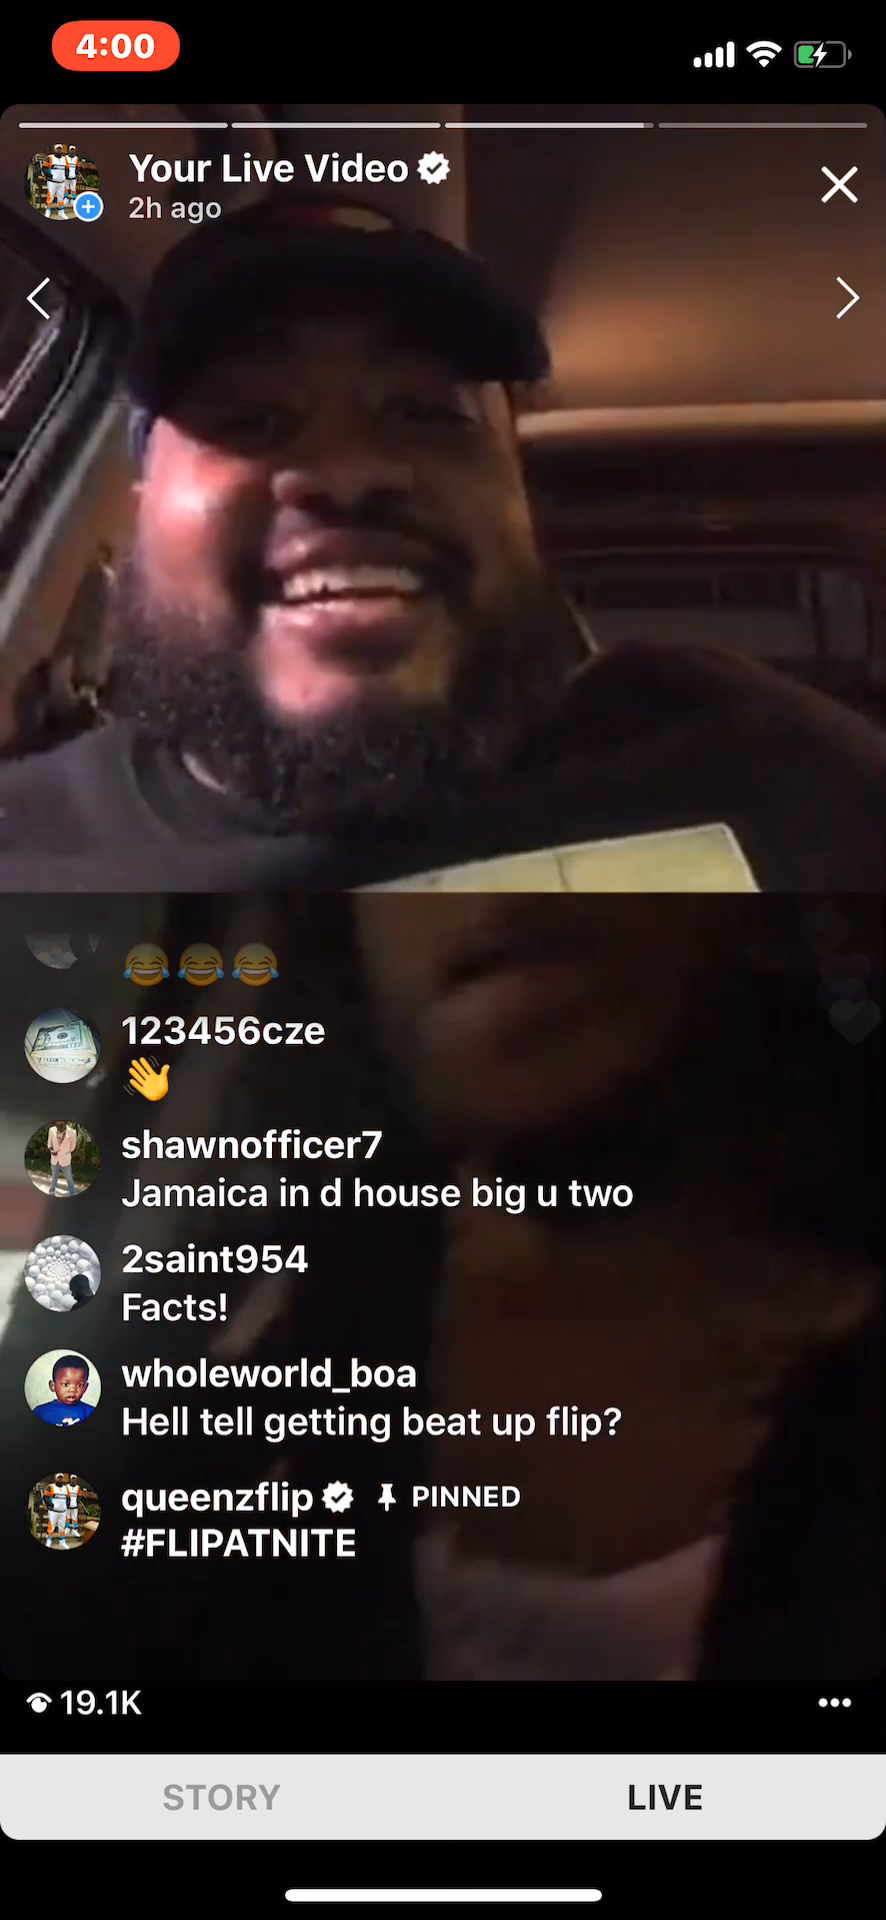 4:00
Your Live Video
2h ago
😂😂😂
123456cze
👋
shawnofficer7
Jamaica in d house big u two
2saint954
Facts!
wholeworld_boa
Hell tell getting beat up flip?
queenzflip PINNED
#FLIPATNITE
19.1K
STORY LIVE